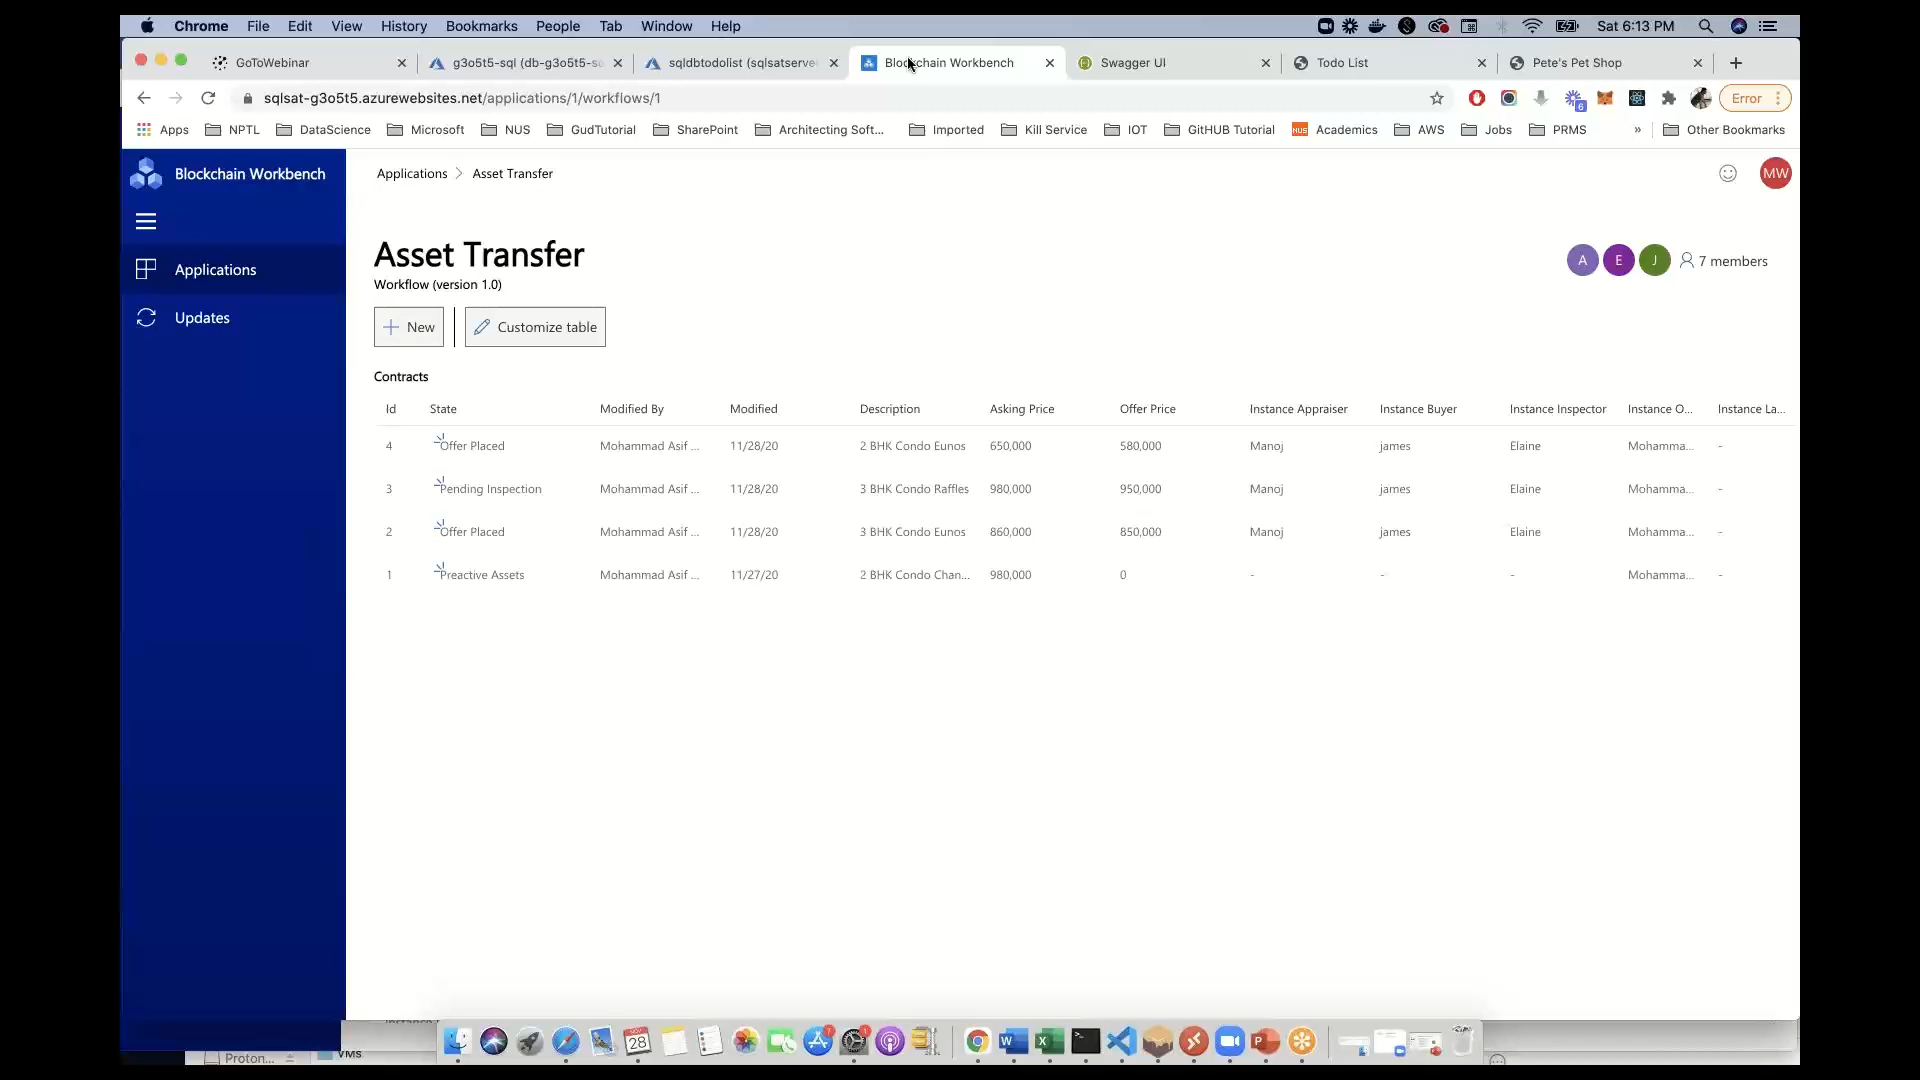 Chrome File Edit View History Bookmarks People Tab Window Help Sat 6:13 PM
GoToWebinar g3o5t5-sql (db-g3o5t5-s sqldbtodolist (sqlsatserve Blockchain Workbench Swagger UI Todo List Pete's Pet Shop
sqlsat-g3o5t5.azurewebsites.net/applications/1/workflows/1 6 Error
Apps NPTL DataScience Microsoft NUS GudTutorial SharePoint Architecting Soft... Imported Kill Service IOT GitHUB Tutorial NUS Academics AWS Jobs PRMS » Other Bookmarks
Blockchain Workbench
Applications
Updates
Applications > Asset Transfer
MW
Asset Transfer
Workflow (version 1.0)
A E J 7 members
New Customize table
Contracts
Id State Modified By Modified Description Asking Price Offer Price Instance Appraiser Instance Buyer Instance Inspector Instance O... Instance La...
4 Offer Placed Mohammad Asif ... 11/28/20 2 BHK Condo Eunos 650,000 580,000 Manoj james Elaine Mohamma... -
3 Pending Inspection Mohammad Asif ... 11/28/20 3 BHK Condo Raffles 980,000 950,000 Manoj james Elaine Mohamma... -
2 Offer Placed Mohammad Asif ... 11/28/20 3 BHK Condo Eunos 860,000 850,000 Manoj james Elaine Mohamma... -
1 Preactive Assets Mohammad Asif ... 11/27/20 2 BHK Condo Chan... 980,000 0 - - - Mohamma... -
NOV
28
Proton... VMs